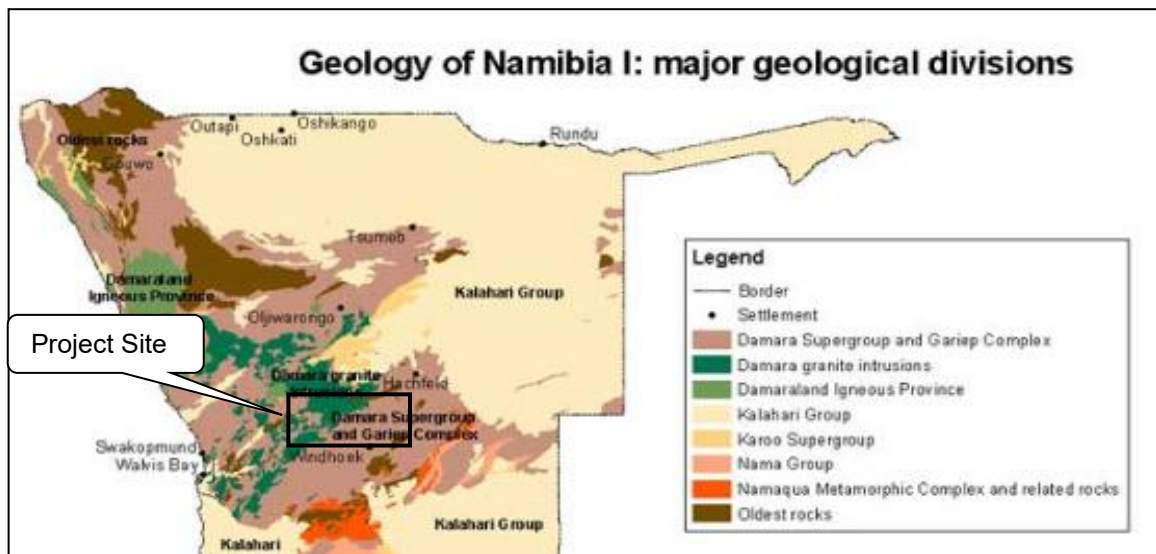 Geology of Namibia I: major geological divisions
Outapi
Oshikango
Oshkati
Rundu
Oldest rocks
Opuwo
Tsumeb
Damaraland
Igneous Province
Kalahari Group
Otjiwarongo
Project Site
Damara granite
Hochfeld
Damara Supergroup
and Gariep Complex
Swakopmund
Walvis Bay
Windhoek
Kalahari Group
Kalahari
Legend
Border
Settlement
Damara Supergroup and Gariep Complex
Damara granite intrusions
Damaraland Igneous Province
Kalahari Group
Karoo Supergroup
Nama Group
Namaqua Metamorphic Complex and related rocks
Oldest rocks